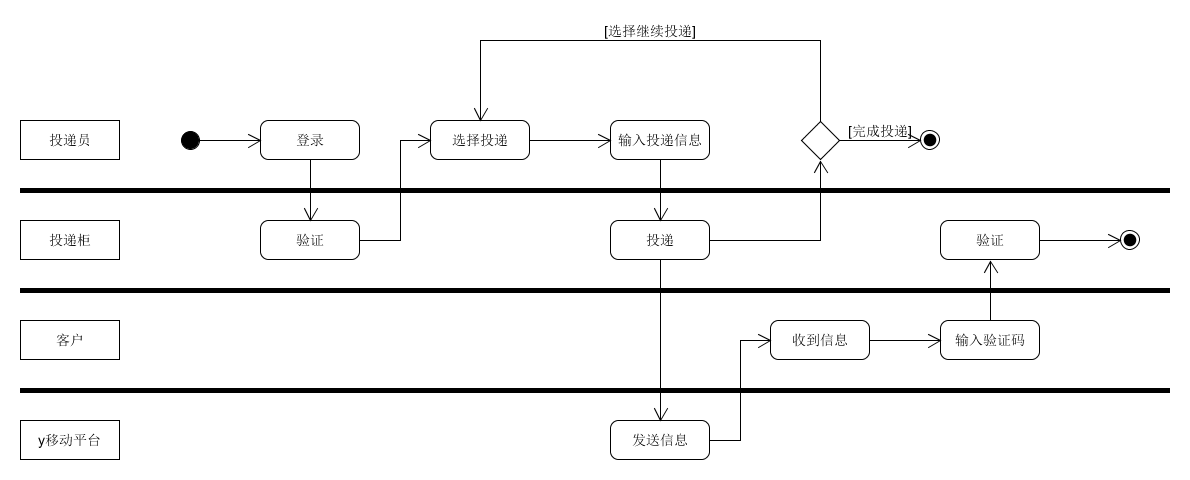 [选择继续投递]
投递员
登录
选择投递
输入投递信息
[完成投递]
投递柜
验证
投递
验证
客户
收到信息
输入验证码
y移动平台
发送信息